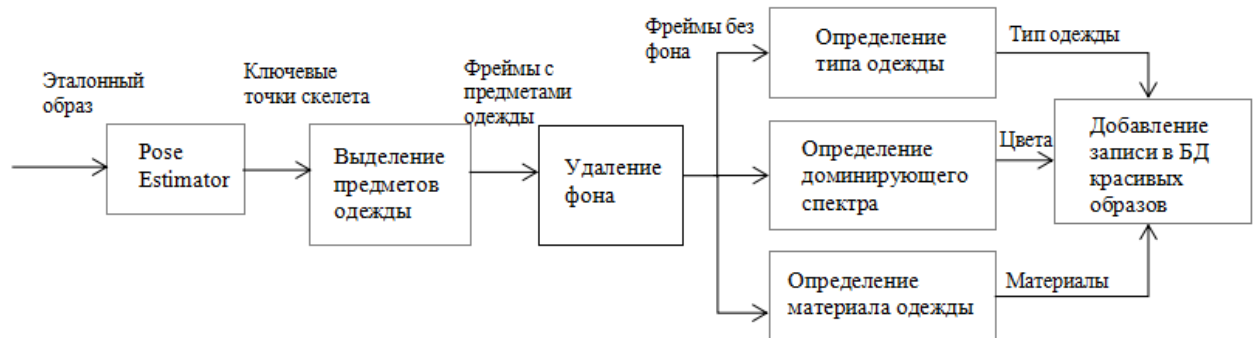 Эталонный
образ
Pose
Estimator
Ключевые
точки скелета
Выделение
предметов
одежды
Фреймы с
предметами
одежды
Удаление
фона
Фреймы без
фона
Определение
типа одежды
Тип одежды
Определение
доминирующего
спектра
Цвета
Определение
материала одежды
Материалы
Добавление
записи в БД
красивых
образов